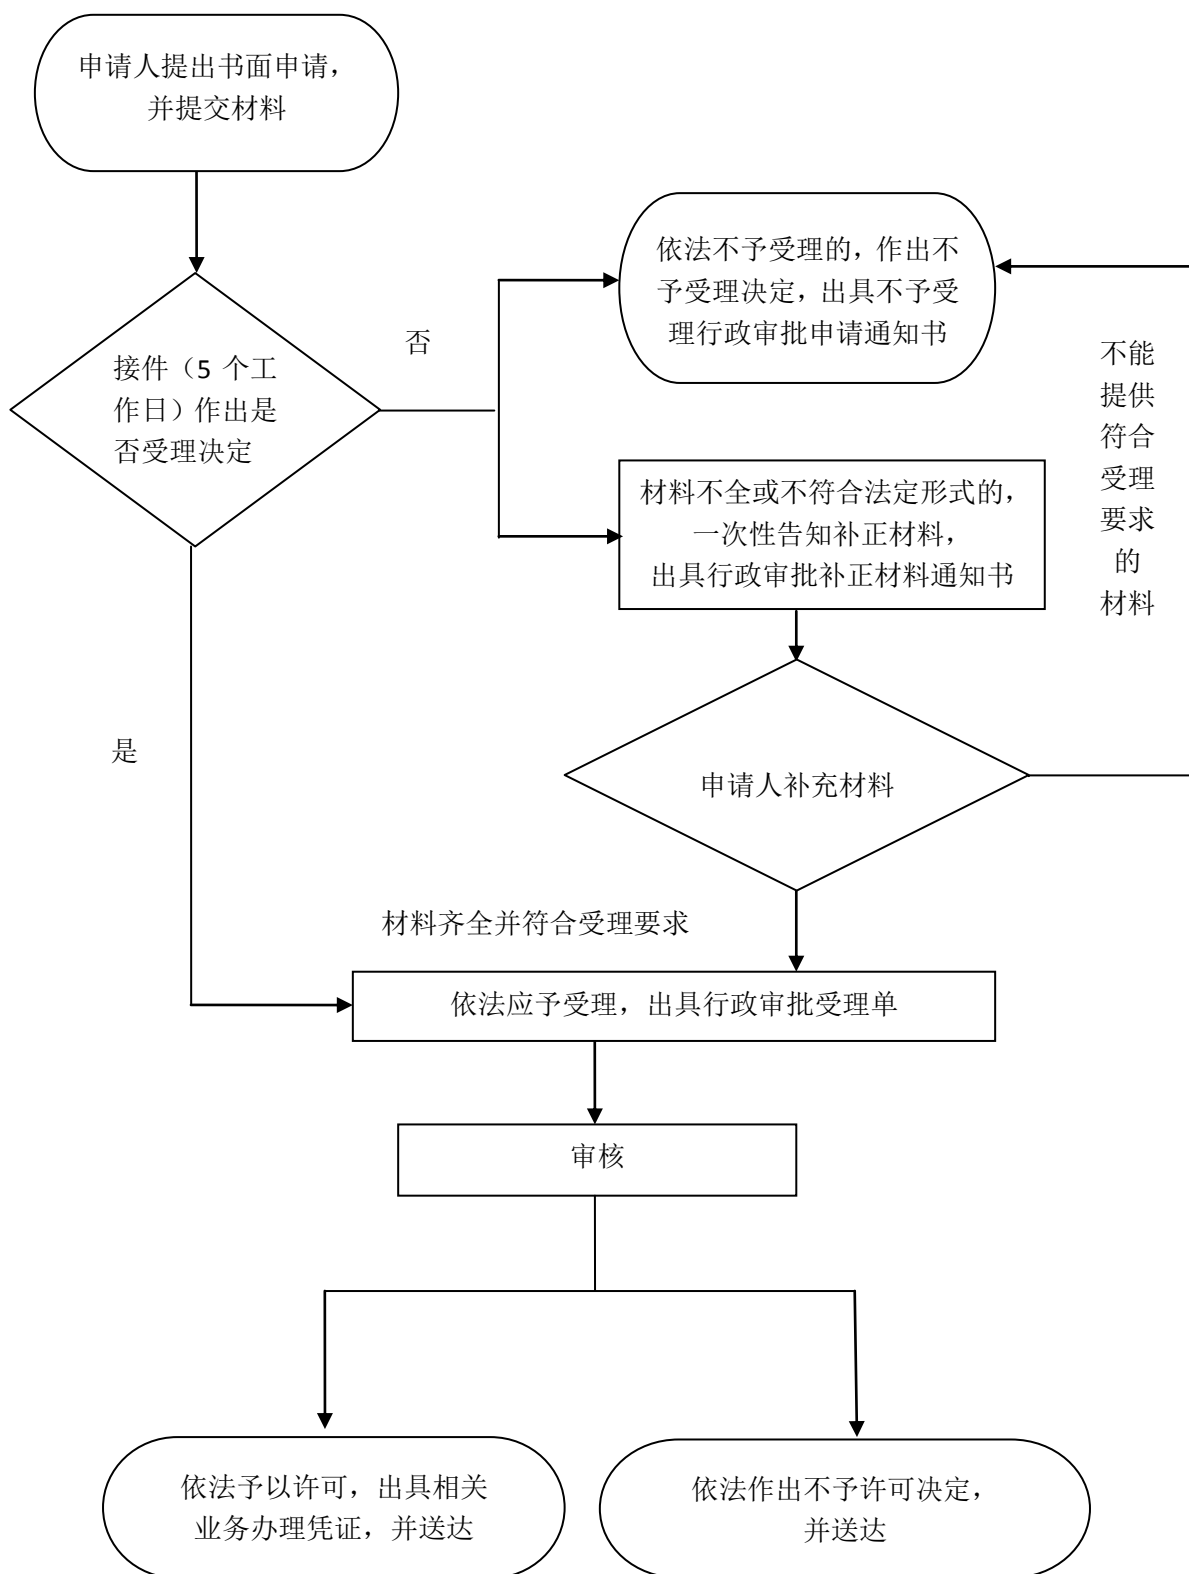 申请人提出书面申请，
并提交材料
依法不予受理的，作出不
予受理决定，出具不予受
理行政审批申请通知书
否
接件（5 个工
作日）作出是
否受理决定
不能
提供
符合
受理
要求
的
材料
材料不全或不符合法定形式的，
一次性告知补正材料，
出具行政审批补正材料通知书
是
申请人补充材料
材料齐全并符合受理要求
依法应予受理，出具行政审批受理单
审核
依法予以许可，出具相关
业务办理凭证，并送达
依法作出不予许可决定，
并送达